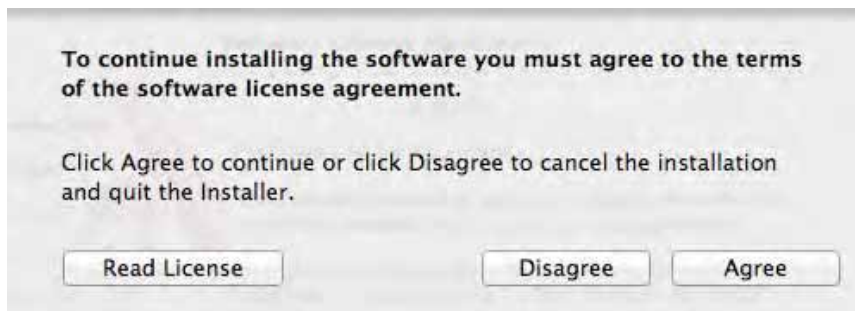 To continue installing the software you must agree to the terms
of the software license agreement.
Click Agree to continue or click Disagree to cancel the installation
and quit the Installer.
Read License
Disagree
Agree